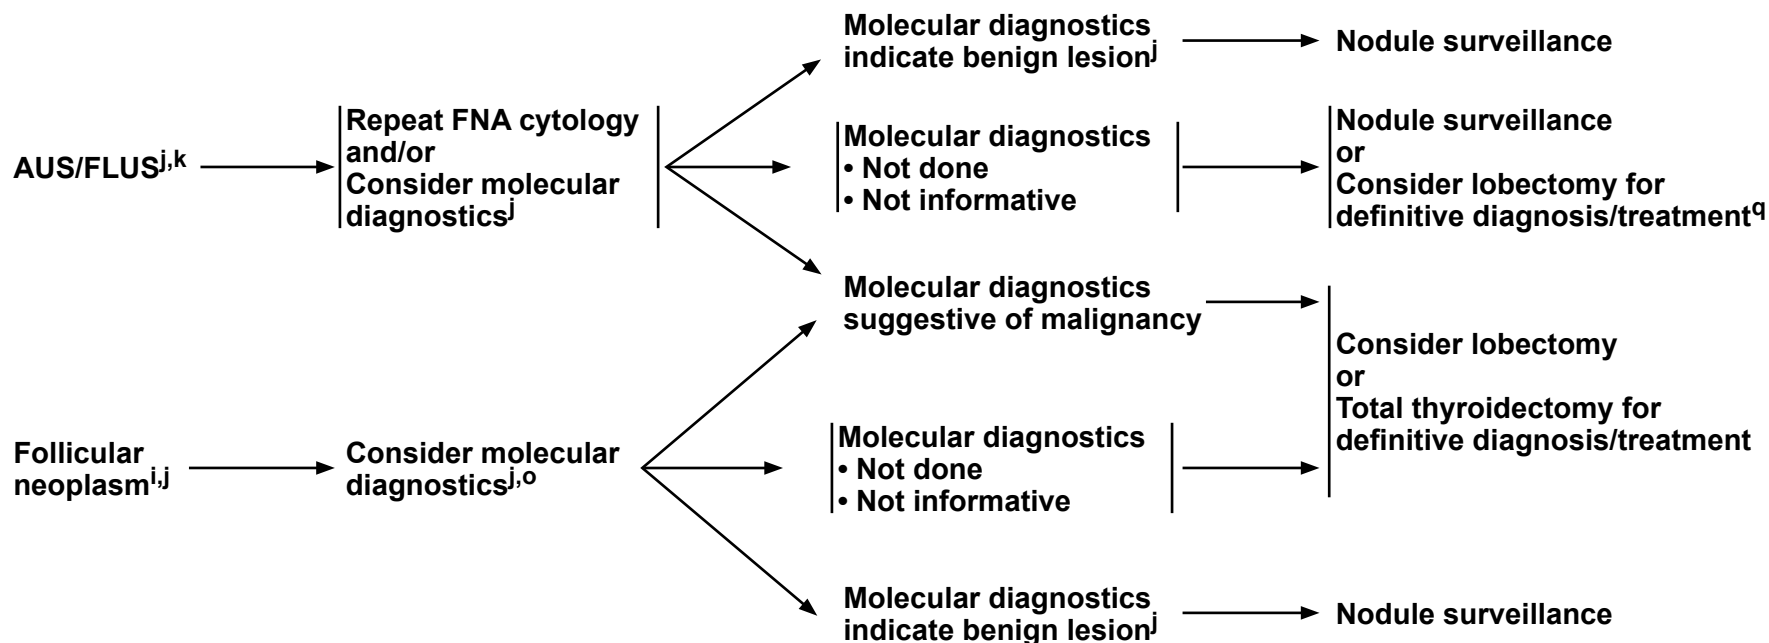 Molecular diagnostics
indicate benign lesionj
Nodule surveillance
AUS/FLUSj,k
Repeat FNA cytology
and/or
Consider molecular
diagnosticsj
Molecular diagnostics
• Not done
• Not informative
Nodule surveillance
or
Consider lobectomy for
definitive diagnosis/treatmentq
Molecular diagnostics
suggestive of malignancy
Consider lobectomy
or
Total thyroidectomy for
definitive diagnosis/treatment
Follicular
neoplasmi,j
Consider molecular
diagnosticsj,o
Molecular diagnostics
• Not done
• Not informative
Molecular diagnostics
indicate benign lesionj
Nodule surveillance